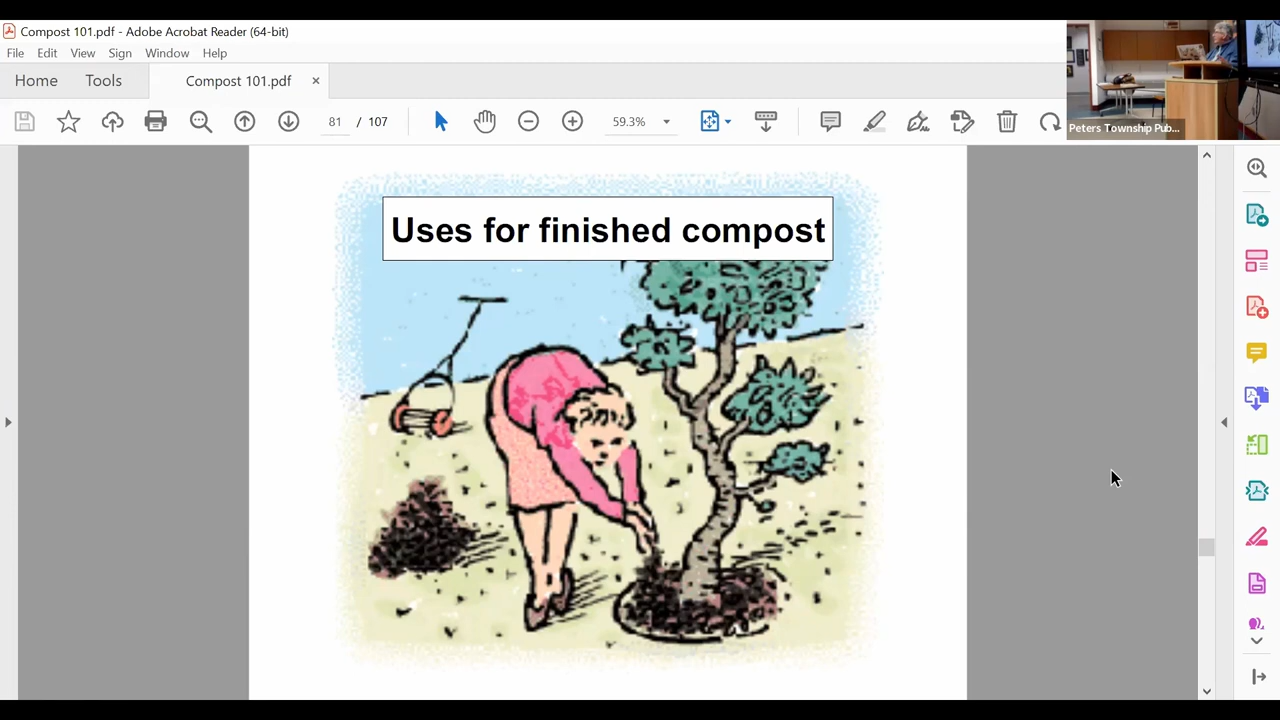 Compost 101.pdf - Adobe Acrobat Reader (64-bit)
File Edit View Sign Window Help
Home Tools Compost 101.pdf ×
81 / 107 59.3%
Peters Township Pub...
Uses for finished compost